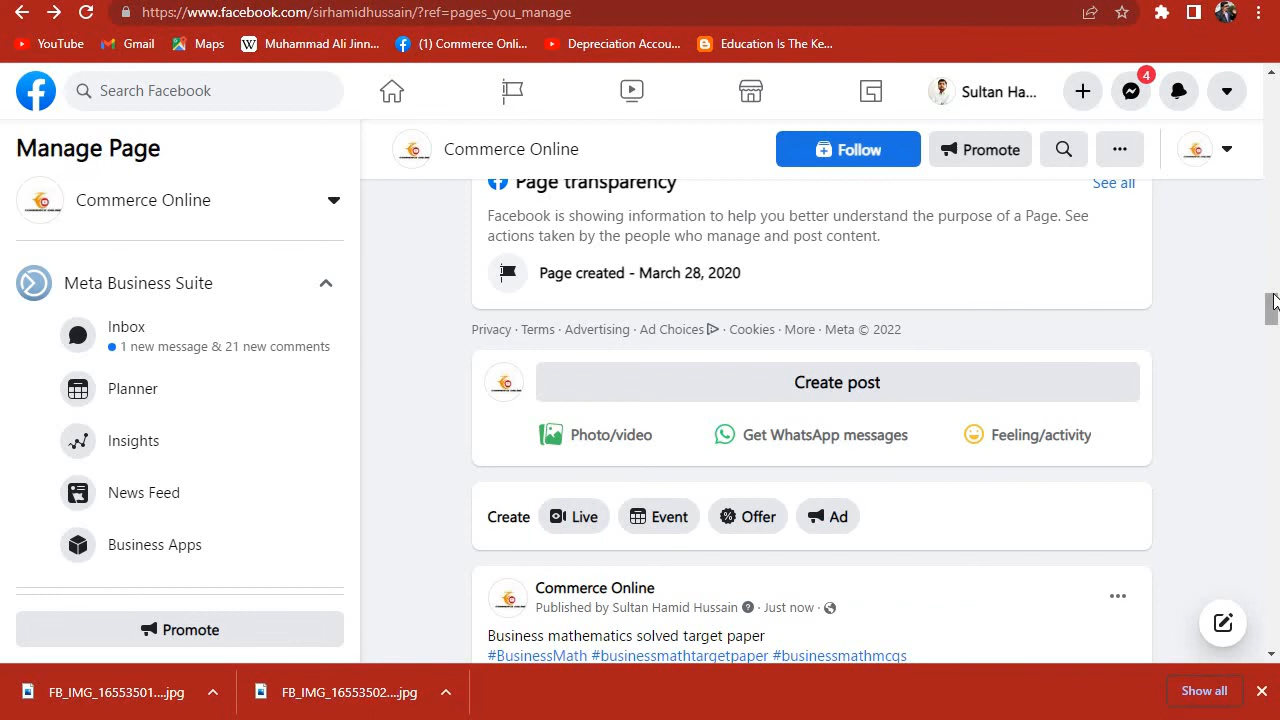 https://www.facebook.com/sirhamidhussain/?ref=pages_you_manage
YouTube
Gmail
Maps
Muhammad Ali Jinn...
(1) Commerce Onli...
Depreciation Accou...
Education Is The Ke...
Search Facebook
Sultan Ha...
4
Manage Page
Commerce Online
Follow
Promote
Commerce Online
Page transparency
See all
Facebook is showing information to help you better understand the purpose of a Page. See
actions taken by the people who manage and post content.
Page created - March 28, 2020
Meta Business Suite
Inbox
1 new message & 21 new comments
Planner
Insights
News Feed
Business Apps
Promote
Privacy · Terms · Advertising · Ad Choices · Cookies · More · Meta © 2022
Create post
Photo/video
Get WhatsApp messages
Feeling/activity
Create
Live
Event
Offer
Ad
Commerce Online
Published by Sultan Hamid Hussain · Just now ·
Business mathematics solved target paper
#BusinessMath #businessmathtargetpaper #businessmathmcqs
FB_IMG_16553501....jpg
FB_IMG_16553502....jpg
Show all